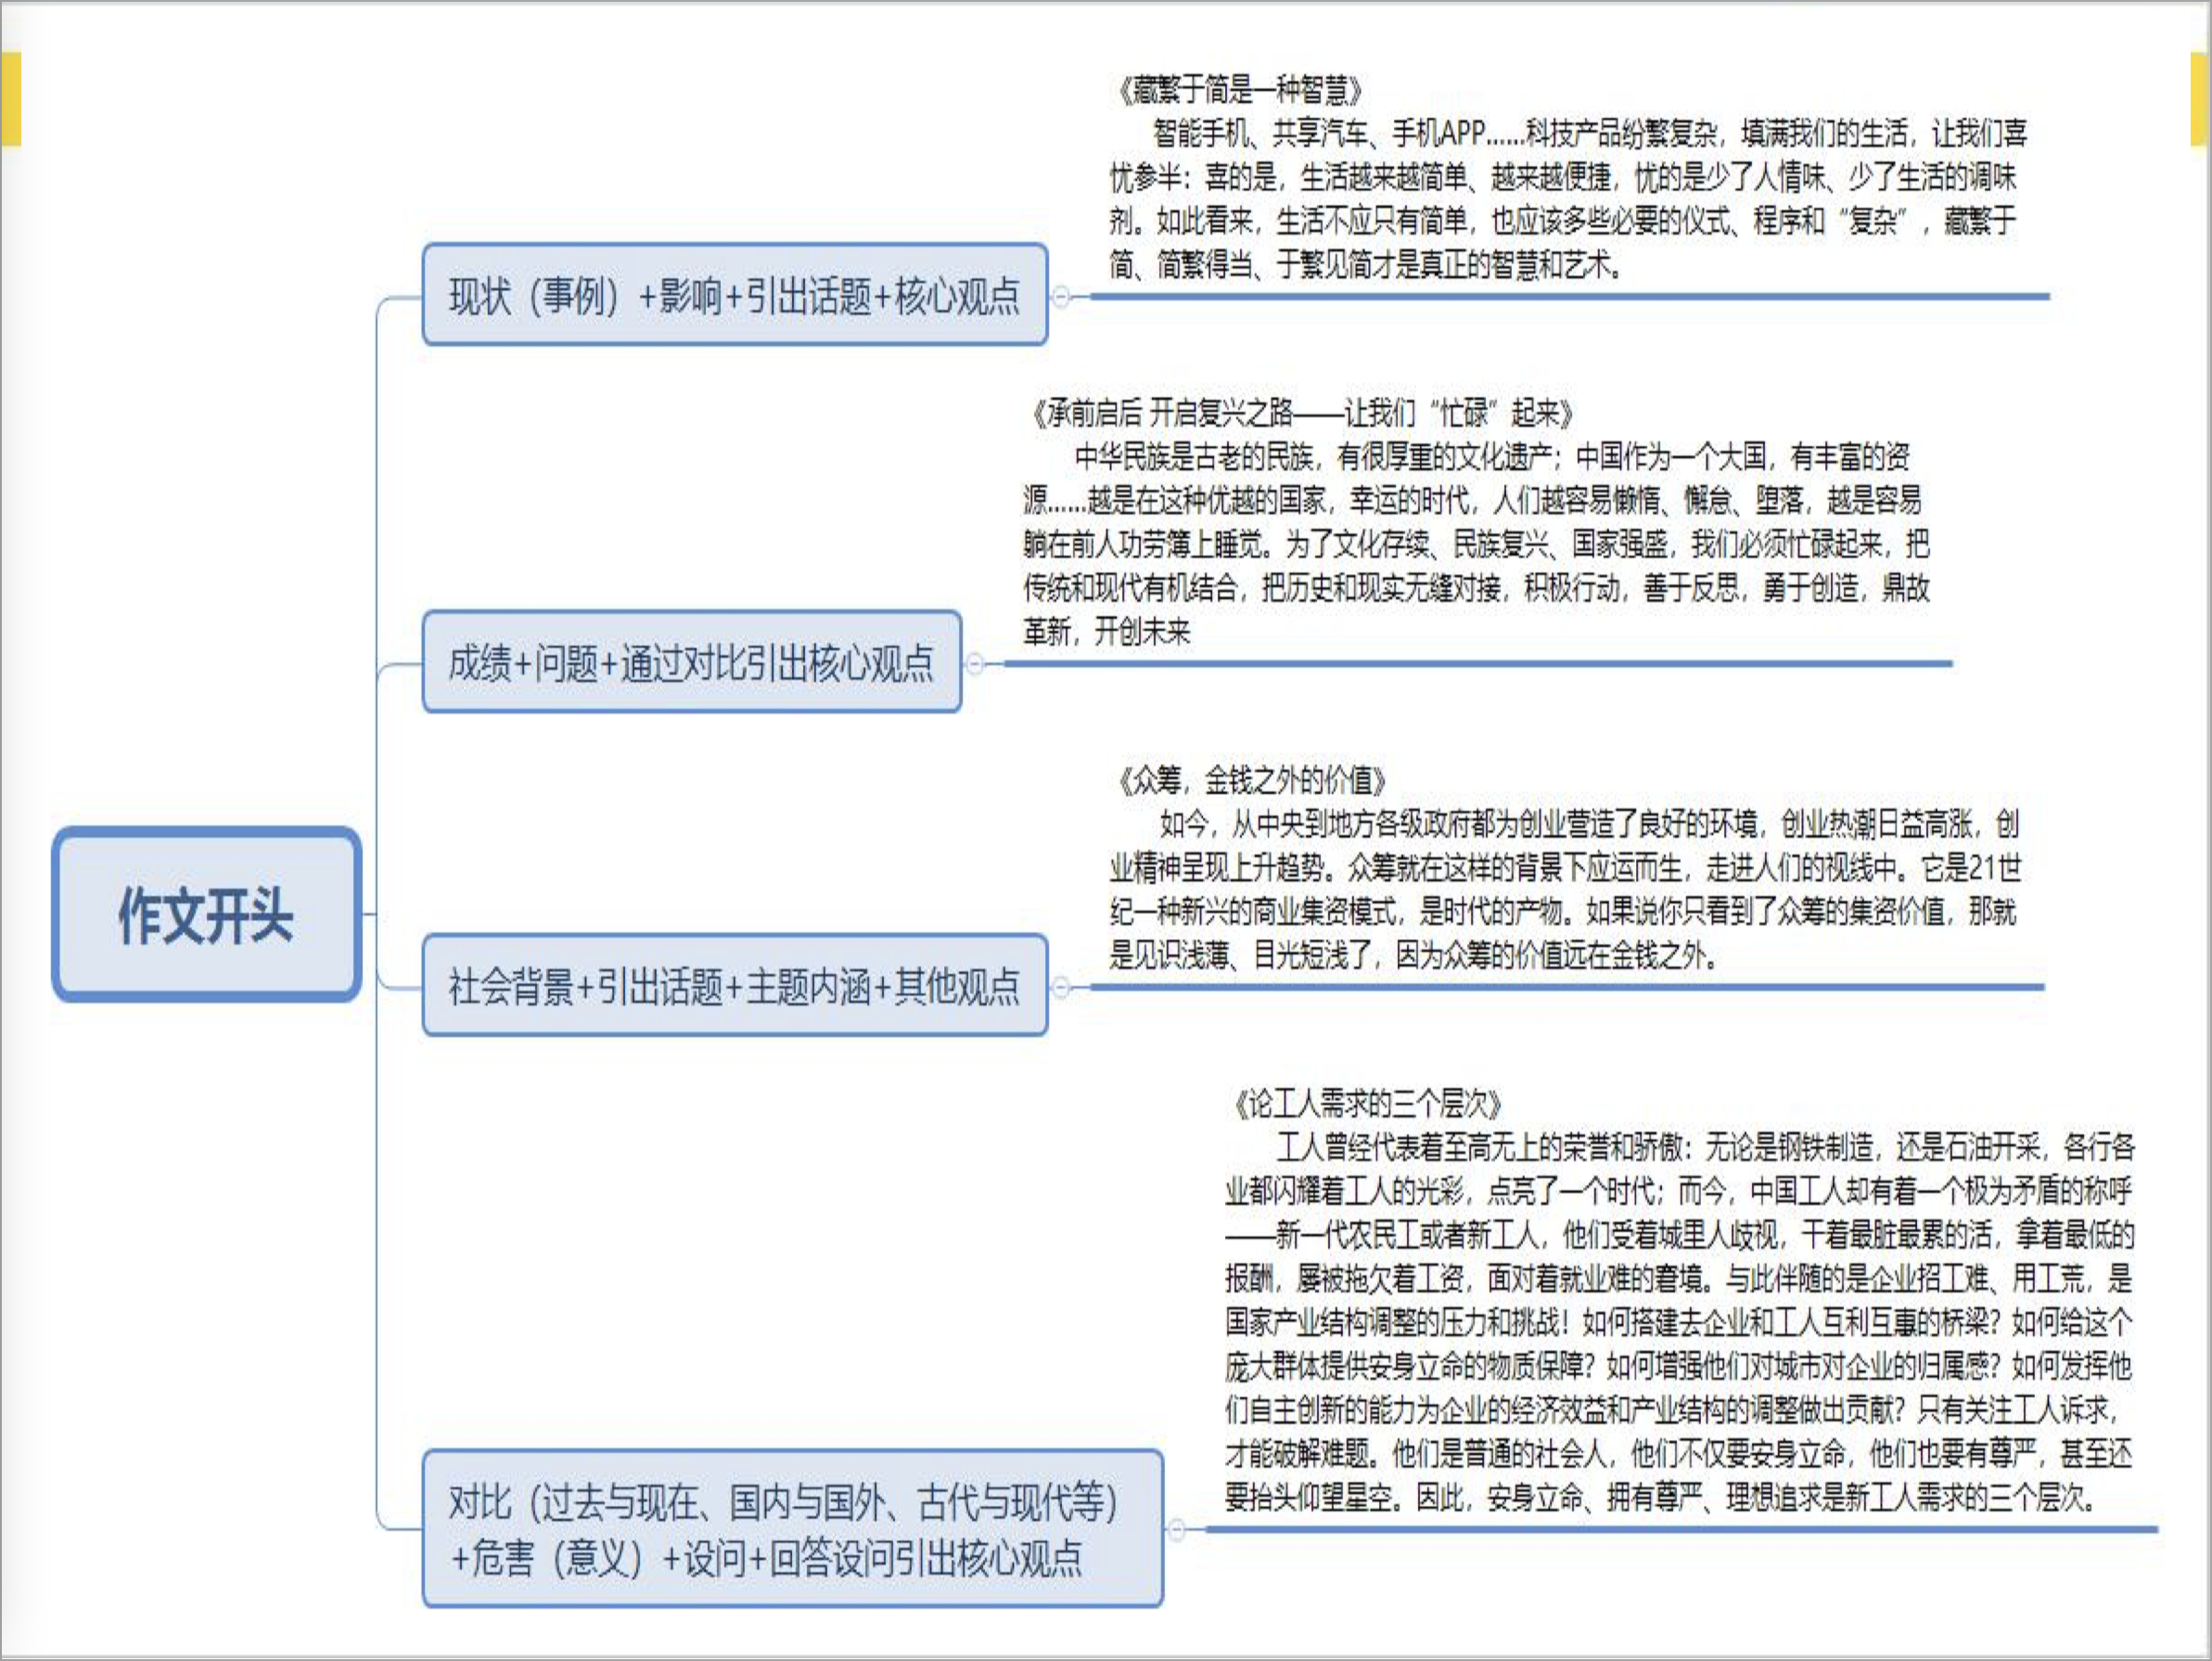 作文开头
现状（事例）+影响+引出话题+核心观点
《藏繁于简是一种智慧》
智能手机、共享汽车、手机APP……科技产品纷繁复杂，填满我们的生活，让我们喜
忧参半：喜的是，生活越来越简单、越来越便捷，忧的是少了人情味、少了生活的调味
剂。如此看来，生活不应只有简单，也应该多些必要的仪式、程序和“复杂”，藏繁于
简、简繁得当、于繁见简才是真正的智慧和艺术。
成绩+问题+通过对比引出核心观点
《承前启后 开启复兴之路——让我们“忙碌”起来》
中华民族是古老的民族，有很厚重的文化遗产；中国作为一个大国，有丰富的资
源……越是在这种优越的国家，幸运的时代，人们越容易懒惰、懈怠、堕落，越是容易
躺在前人功劳簿上睡觉。为了文化存续、民族复兴、国家强盛，我们必须忙碌起来，把
传统和现代有机结合，把历史和现实无缝对接，积极行动，善于反思，勇于创造，鼎故
革新，开创未来
社会背景+引出话题+主题内涵+其他观点
《众筹，金钱之外的价值》
如今，从中央到地方各级政府都为创业营造了良好的环境，创业热潮日益高涨，创
业精神呈现上升趋势。众筹就在这样的背景下应运而生，走进人们的视线中。它是21世
纪一种新兴的商业集资模式，是时代的产物。如果说你只看到了众筹的集资价值，那就
是见识浅薄、目光短浅了，因为众筹的价值远在金钱之外。
对比（过去与现在、国内与国外、古代与现代等）
+危害（意义）+设问+回答设问引出核心观点
《论工人需求的三个层次》
工人曾经代表着至高无上的荣誉和骄傲：无论是钢铁制造，还是石油开采，各行各
业都闪耀着工人的光彩，点亮了一个时代；而今，中国工人却有着一个极为矛盾的称呼
——新一代农民工或者新工人，他们受着城里人歧视，干着最脏最累的活，拿着最低的
报酬，屡被拖欠着工资，面对着就业难的窘境。与此伴随的是企业招工难、用工荒，是
国家产业结构调整的压力和挑战！如何搭建去企业和工人互利互惠的桥梁？如何给这个
庞大群体提供安身立命的物质保障？如何增强他们对城市对企业的归属感？如何发挥他
们自主创新的能力为企业的经济效益和产业结构的调整做出贡献？只有关注工人诉求，
才能破解难题。他们是普通的社会人，他们不仅要安身立命，他们也要有尊严，甚至还
要抬头仰望星空。因此，安身立命、拥有尊严、理想追求是新工人需求的三个层次。